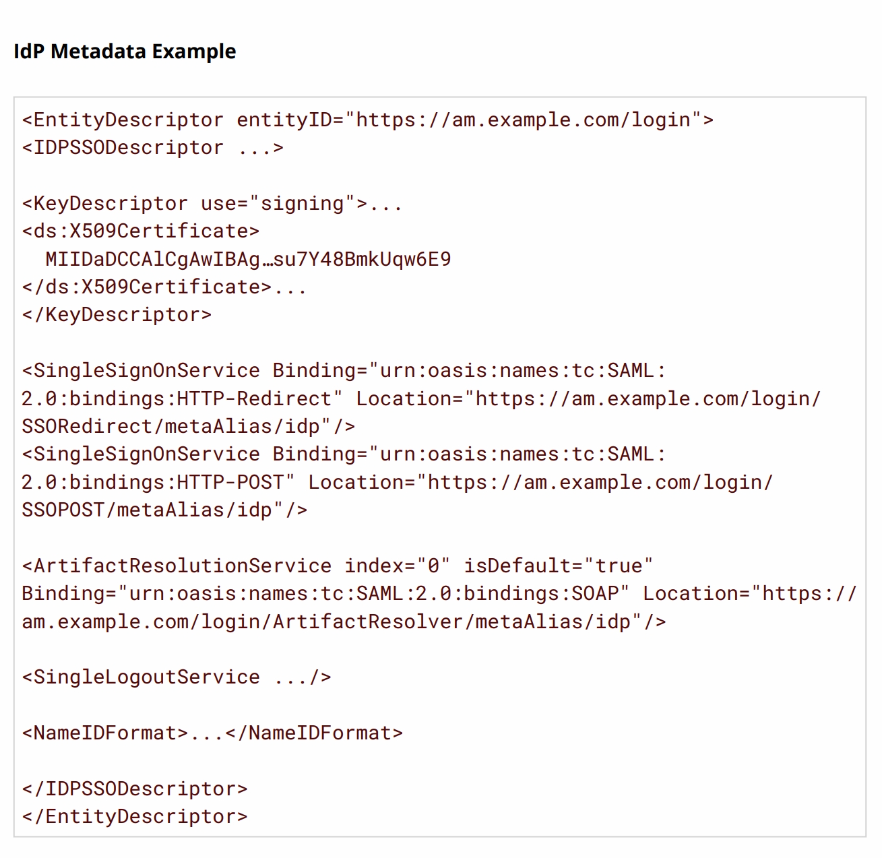 IdP Metadata Example
<EntityDescriptor entityID="https://am.example.com/login">
<IDPSSODescriptor ...>
<KeyDescriptor use="signing">...
<ds:X509Certificate>
MIIDaDCCAlCgAwIBAg…su7Y48BmkUqw6E9
</ds:X509Certificate>...
</KeyDescriptor>
<SingleSignOnService Binding="urn:oasis:names:tc:SAML:
2.0:bindings:HTTP-Redirect" Location="https://am.example.com/login/
SSORedirect/metaAlias/idp"/>
<SingleSignOnService Binding="urn:oasis:names:tc:SAML:
2.0:bindings:HTTP-POST" Location="https://am.example.com/login/
SSOPOST/metaAlias/idp"/>
<ArtifactResolutionService index="0" isDefault="true"
Binding="urn:oasis:names:tc:SAML:2.0:bindings:SOAP" Location="https://
am.example.com/login/ArtifactResolver/metaAlias/idp"/>
<SingleLogoutService .../>
<NameIDFormat>...</NameIDFormat>
</IDPSSODescriptor>
</EntityDescriptor>